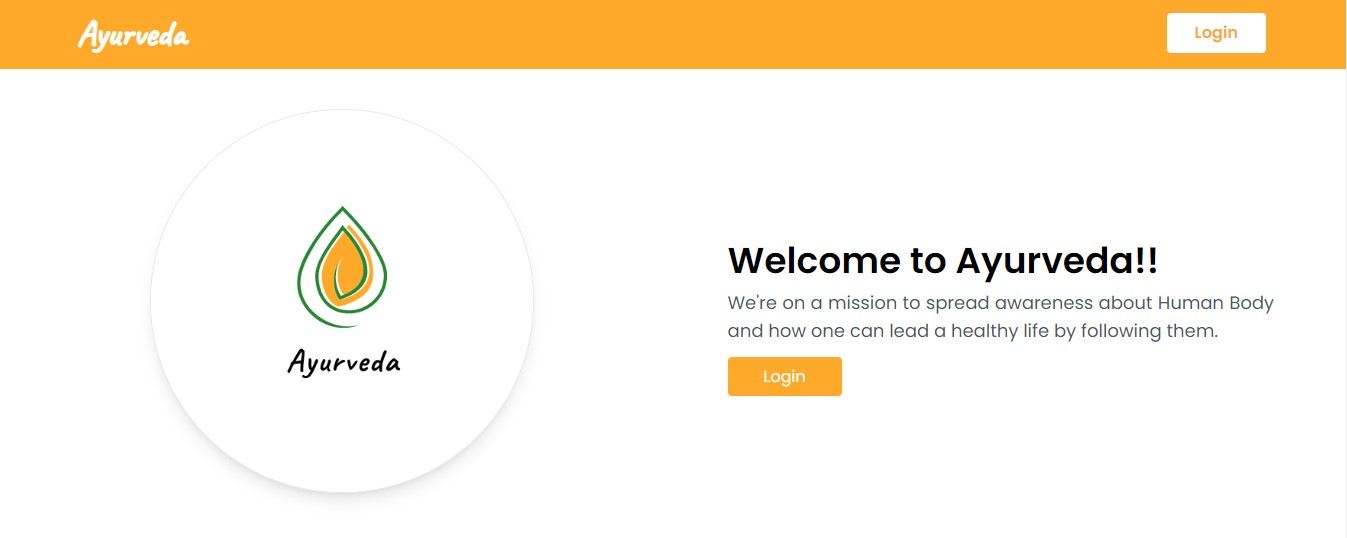 Ayurveda
Login
Ayurveda
Welcome to Ayurveda!!
We're on a mission to spread awareness about Human Body
and how one can lead a healthy life by following them.
Login